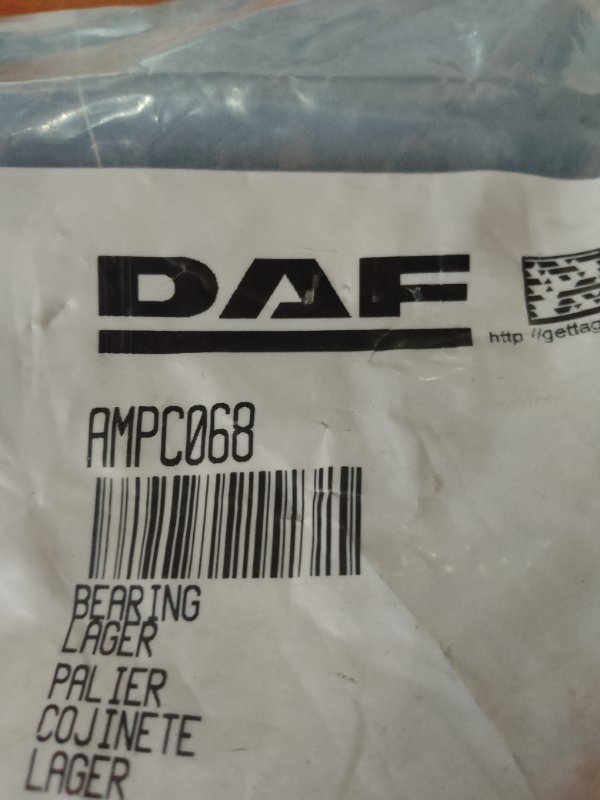 DAF
http://gettag
AMPC068
BEARING
LAGER
PALIER
COJINETE
LAGER